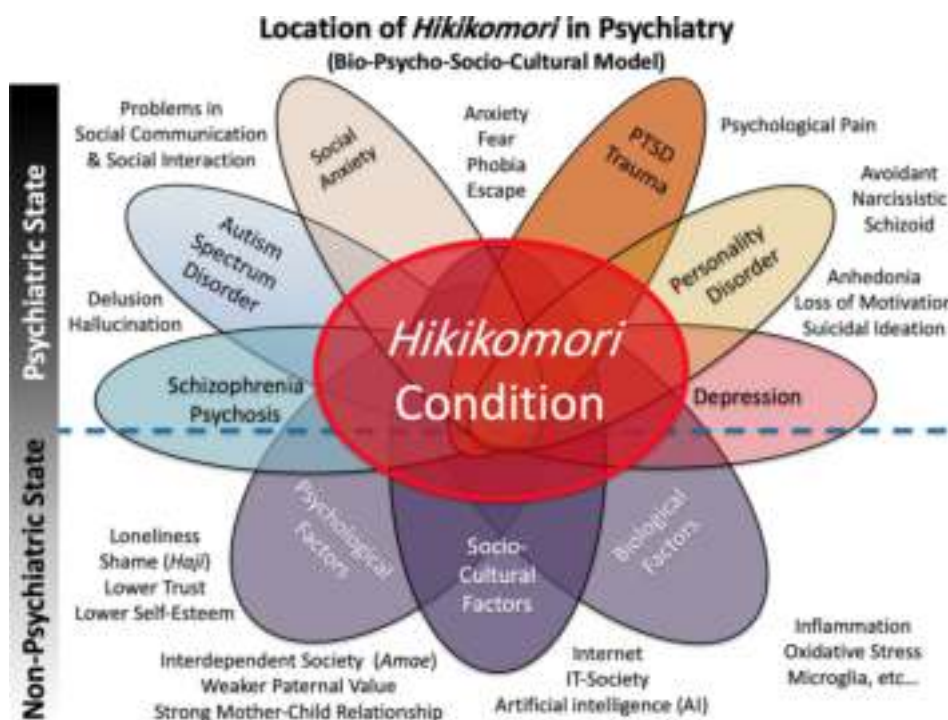 Location of Hikikomori in Psychiatry
(Bio-Psycho-Socio-Cultural Model)
Psychiatric State
Non-Psychiatric State
Problems in
Social Communication
& Social Interaction
Social
Anxiety
Anxiety
Fear
Phobia
Escape
PTSD
Trauma
Psychological Pain
Avoidant
Narcissistic
Schizoid
Autism
Spectrum
Disorder
Personality
Disorder
Delusion
Hallucination
Anhedonia
Loss of Motivation
Suicidal Ideation
Schizophrenia
Psychosis
Hikikomori
Condition
Depression
Psychological
Factors
Socio-
Cultural
Factors
Biological
Factors
Loneliness
Shame (Haji)
Lower Trust
Lower Self-Esteem
Interdependent Society (Amae)
Weaker Paternal Value
Strong Mother-Child Relationship
Internet
IT-Society
Artificial intelligence (AI)
Inflammation
Oxidative Stress
Microglia, etc...